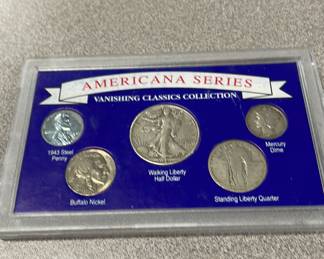 AMERICANA SERIES
VANISHING CLASSICS COLLECTION
1943 Steel
Penny
Mercury
Dime
Walking Liberty
Half Dollar
Buffalo Nickel
Standing Liberty Quarter